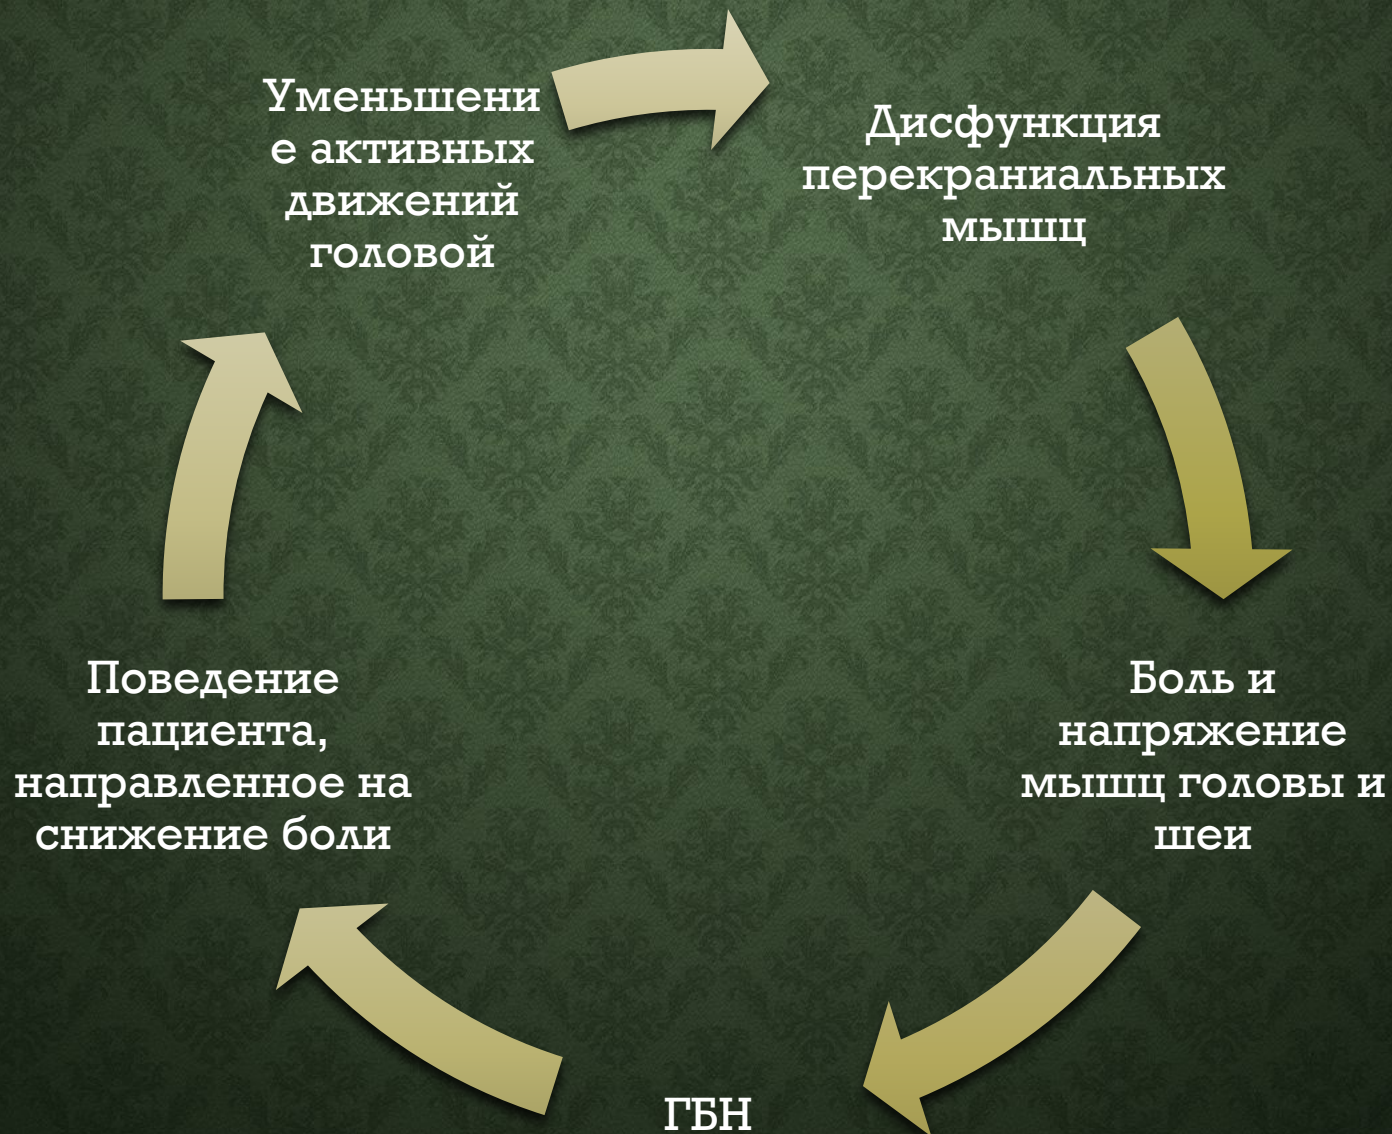 Уменьшени
е активных
движений
головой
Дисфункция
перекраниальных
мышц
Боль и
напряжение
мышц головы и
шеи
ГБН
Поведение
пациента,
направленное на
снижение боли